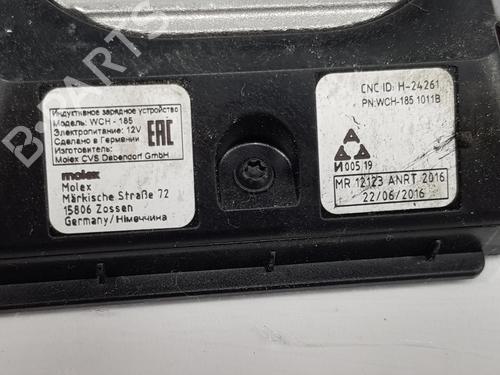 B-PARTS
Индуктивное зарядное устройство
Модель: WCH - 185
Электропитание: 12V
Сделано в Германии
Изготовитель:
Molex CVS Dabendorf GmbH
EAC
molex
Molex
Märkische Straße 72
15806 Zossen
Germany/Німеччина
CNC ID: H-24261
PN:WCH-185 1011B
И 005 19
MR 12123 ANRT 2016
22/06/2016